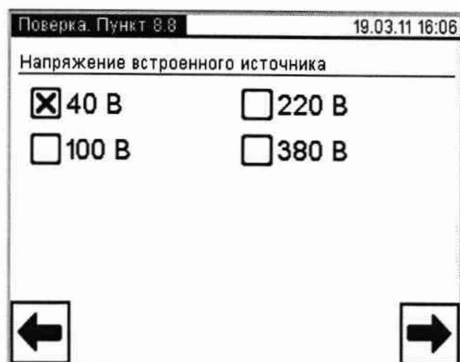 Поверка. Пункт 8.8 19.03.11 16:06
Напряжение встроенного источника
40 В 220 В
100 В 380 В